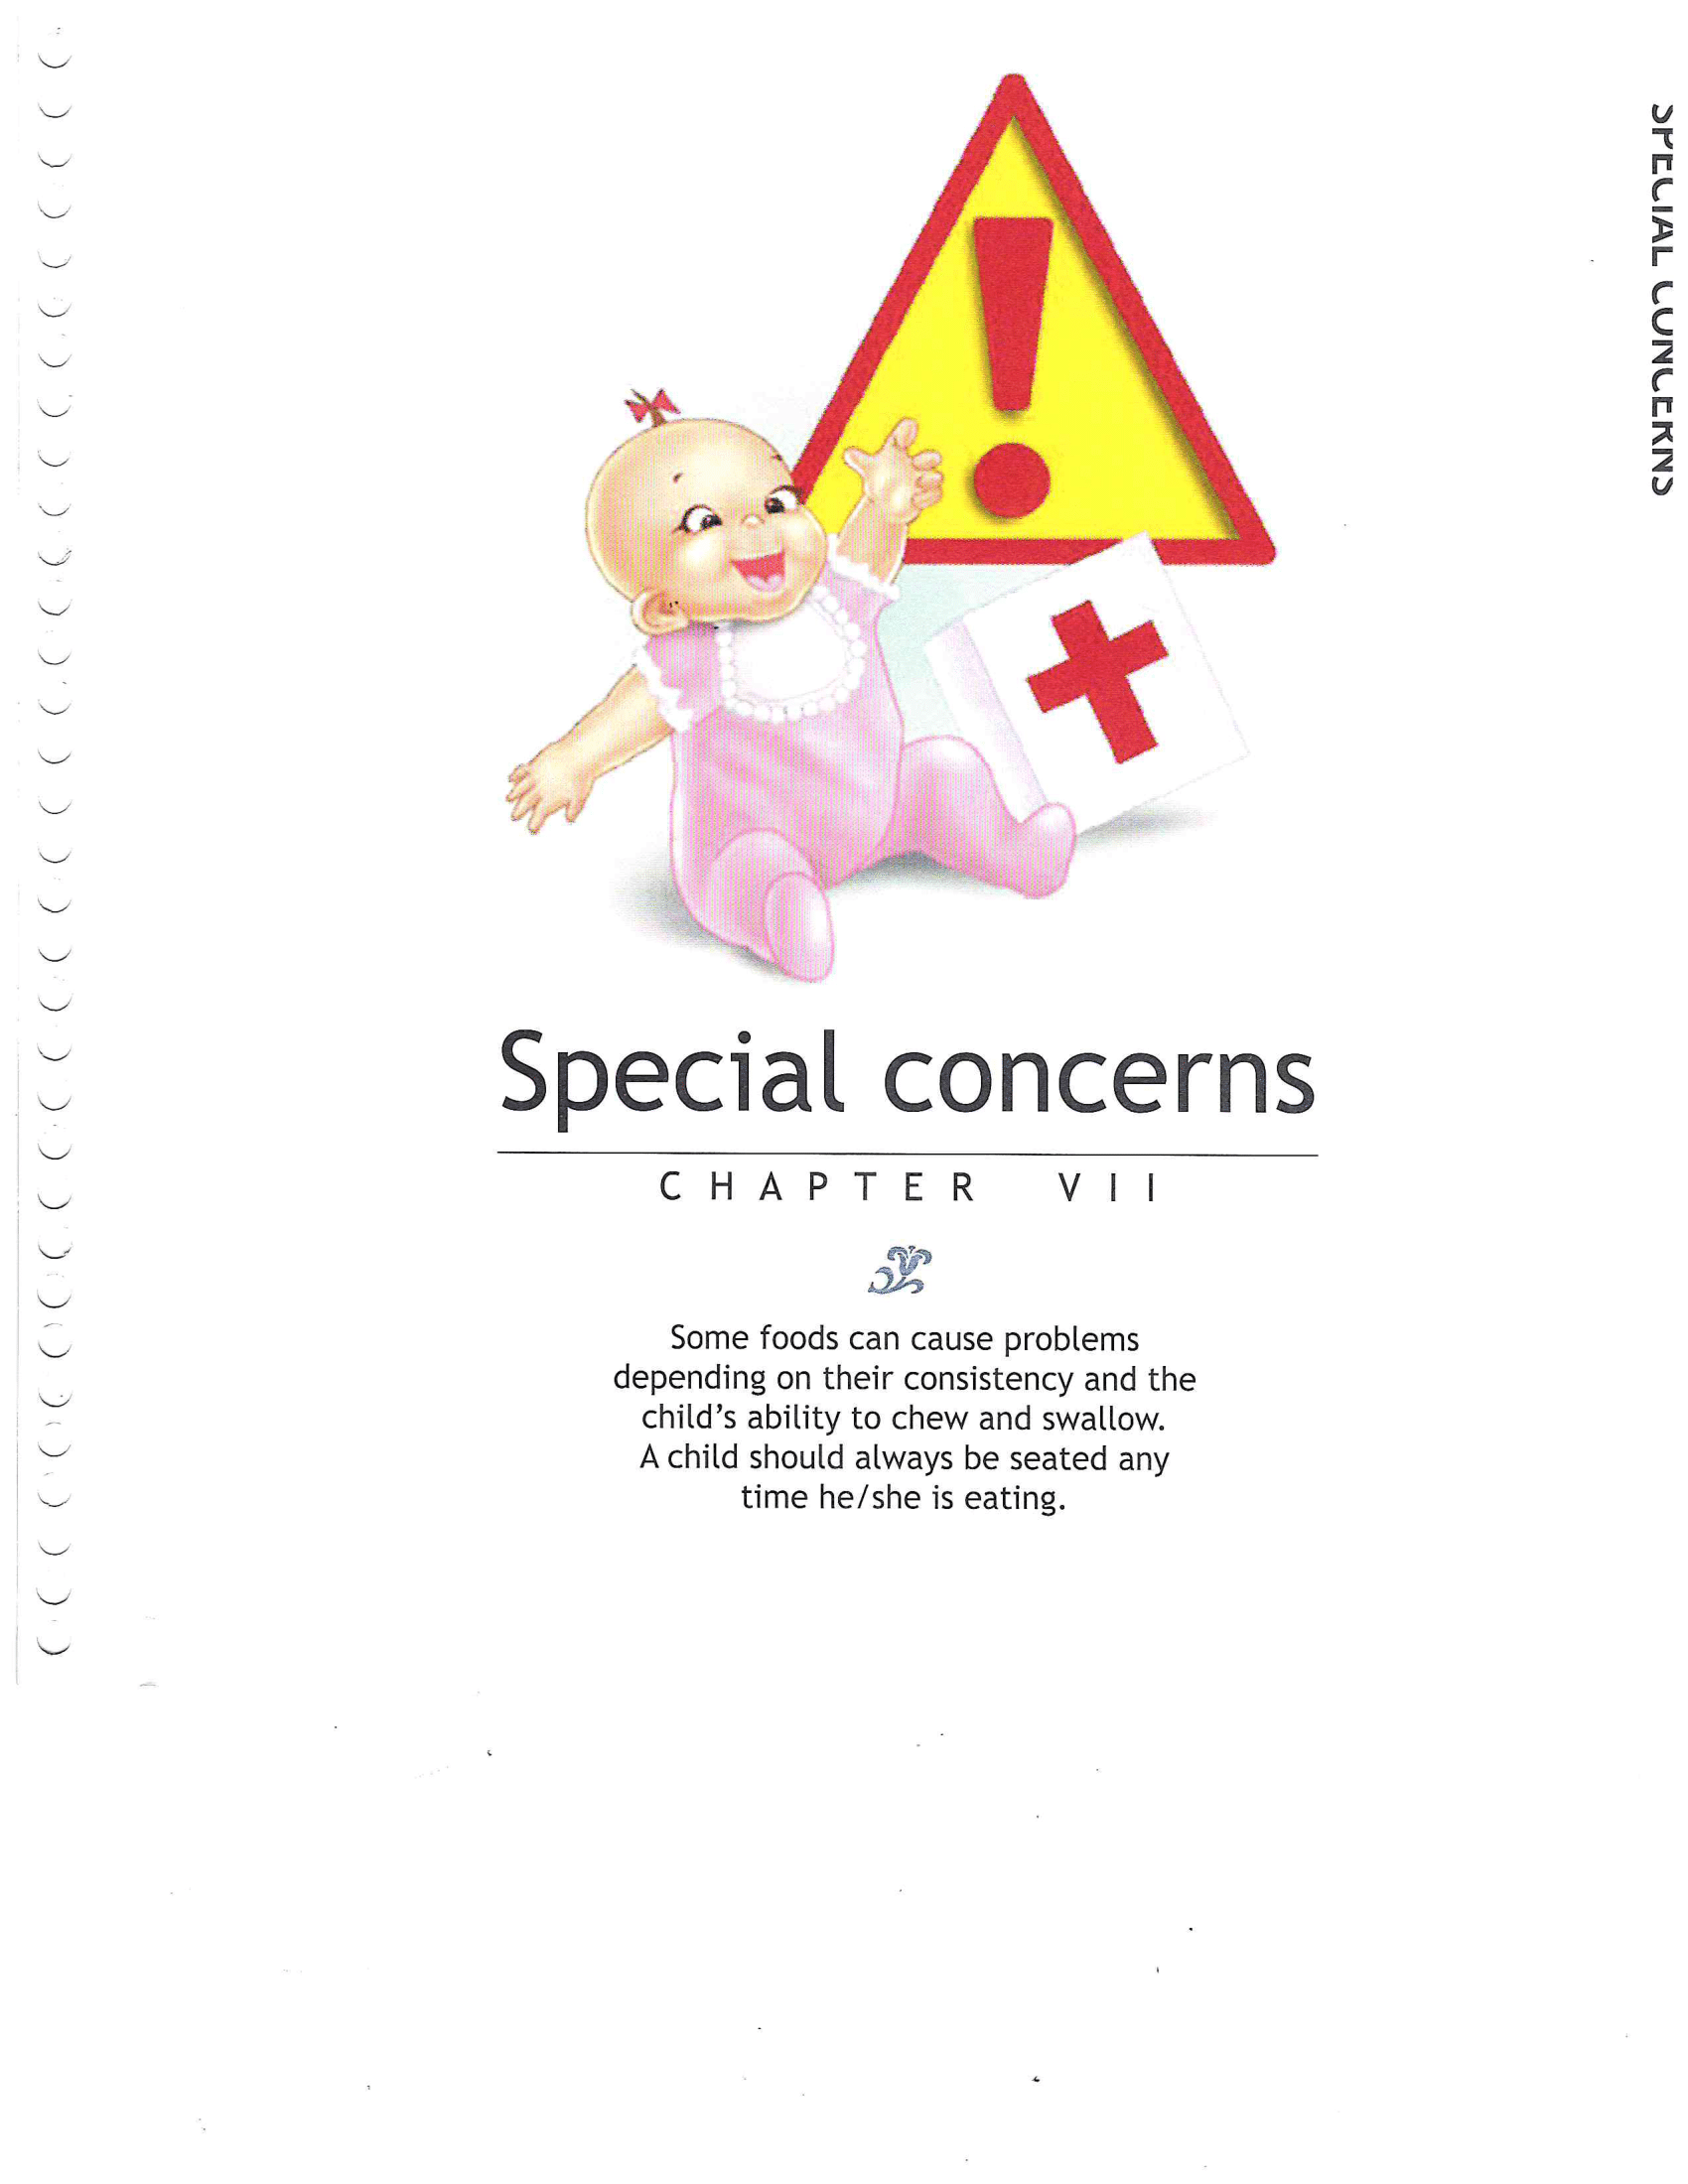 SPECIAL CONCERNS
Special concerns
CHAPTER VII
Some foods can cause problems
depending on their consistency and the
child's ability to chew and swallow.
A child should always be seated any
time he/she is eating.